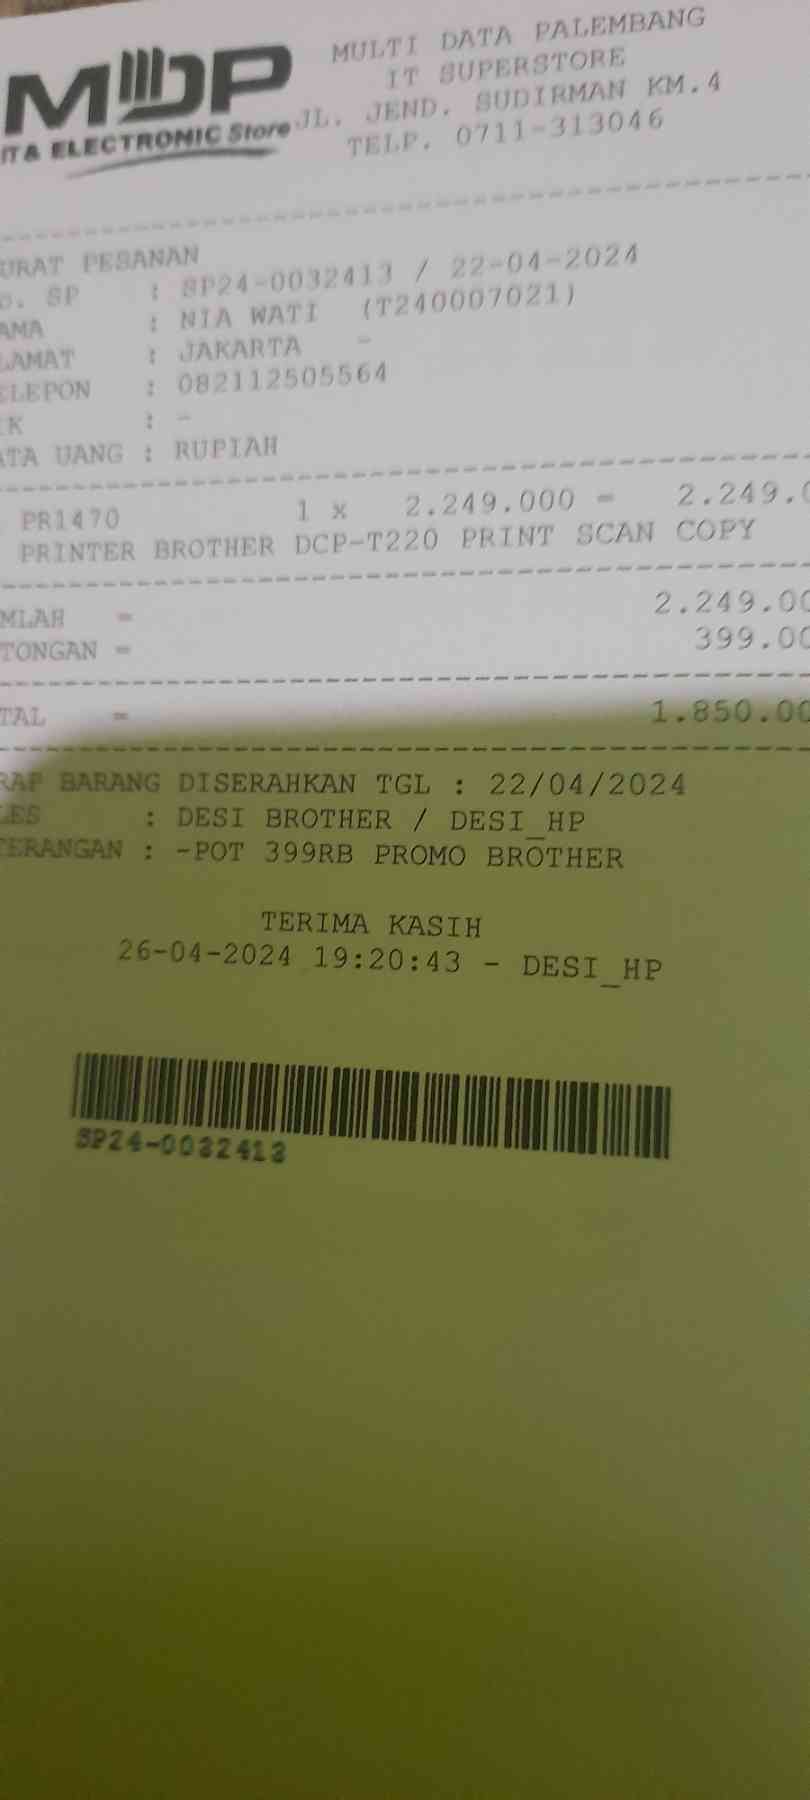 MDP
IT & ELECTRONIC Store
MULTI DATA PALEMBANG
IT SUPERSTORE
JL. JEND. SUDIRMAN KM.4
TELP. 0711-313046
URAT PESANAN
o. SP : SP24-0032413 / 22-04-2024
AMA : NIA WATI (T240007021)
LAMAT : JAKARTA -
ELEPON : 082112505564
IK : -
ATA UANG : RUPIAH
PR1470 1 x 2.249.000 = 2.249.0
PRINTER BROTHER DCP-T220 PRINT SCAN COPY
MLAH = 2.249.00
TONGAN = 399.00
TAL = 1.850.00
RAP BARANG DISERAHKAN TGL : 22/04/2024
LES : DESI BROTHER / DESI_HP
TERANGAN : -POT 399RB PROMO BROTHER
TERIMA KASIH
26-04-2024 19:20:43 - DESI_HP
SP24-0032413